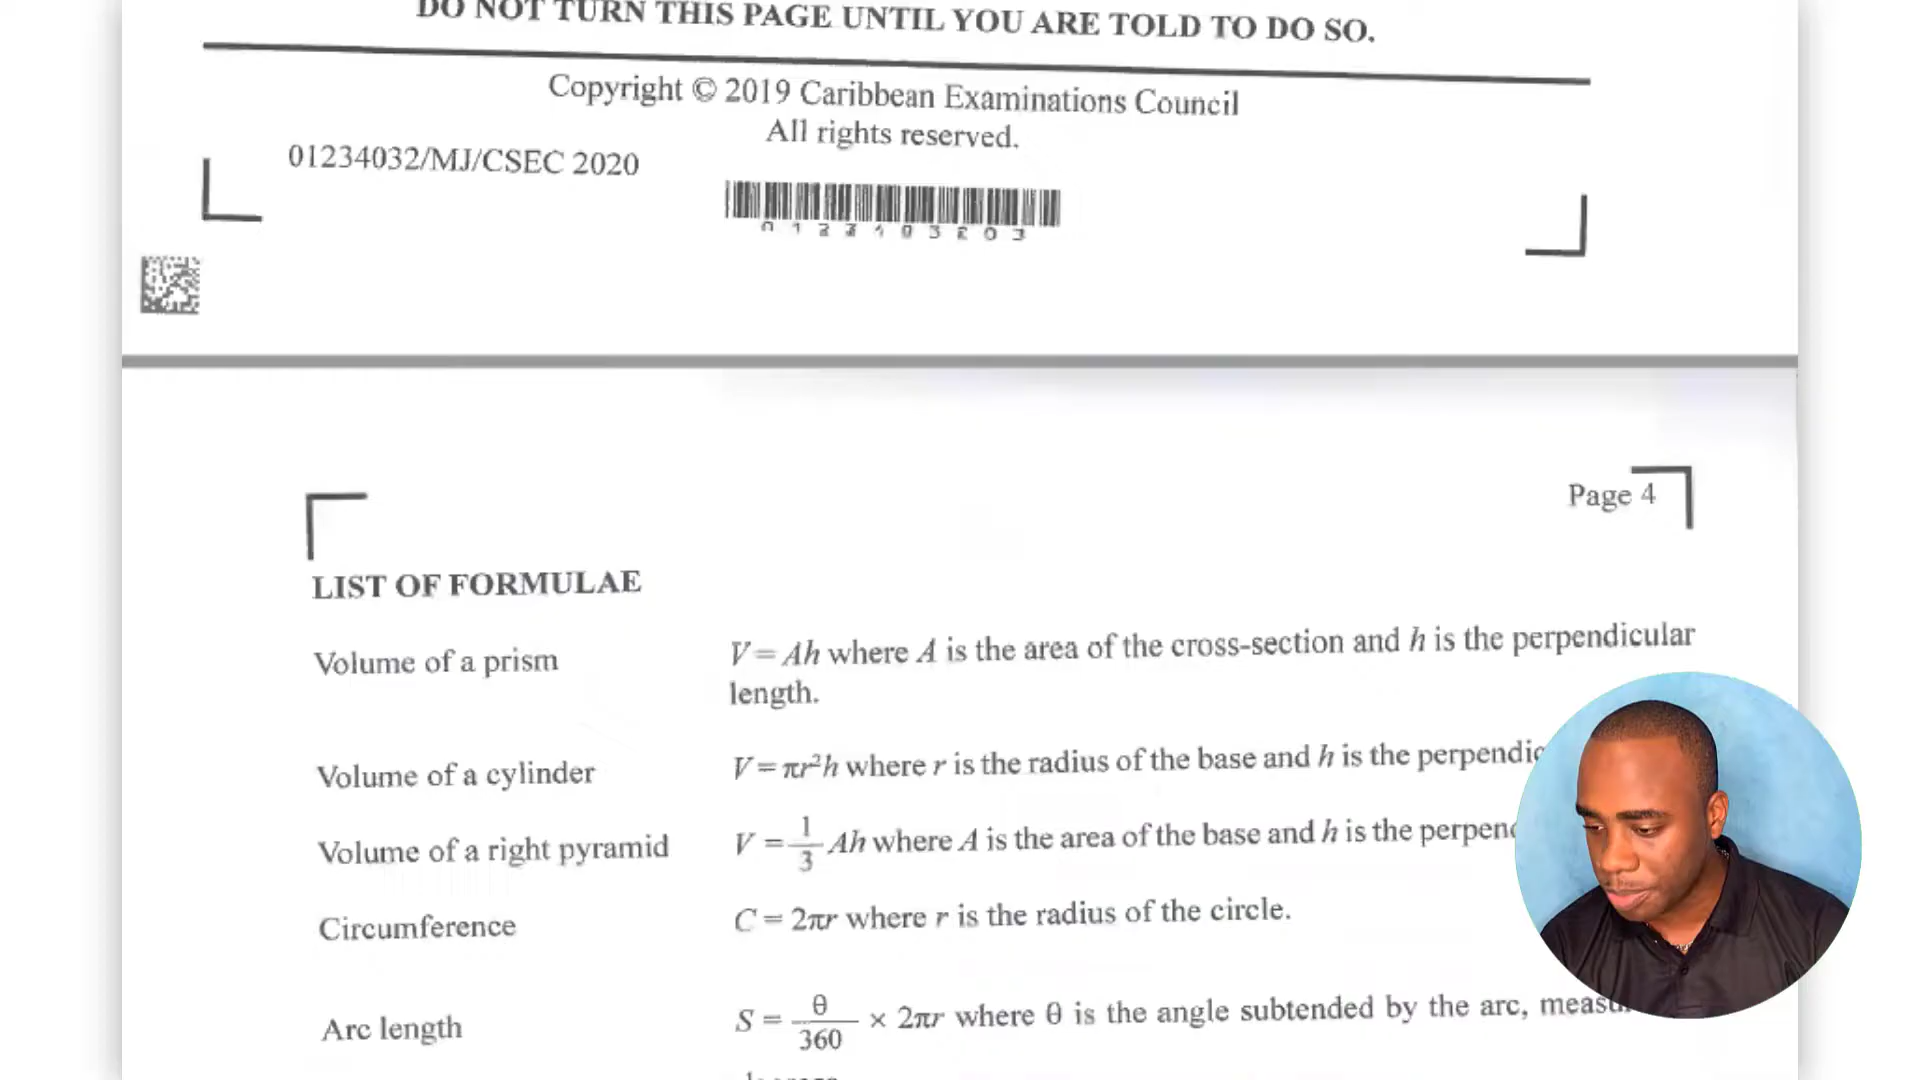 DO NOT TURN THIS PAGE UNTIL YOU ARE TOLD TO DO SO.
Copyright © 2019 Caribbean Examinations Council
All rights reserved.
01234032/MJ/CSEC 2020
Page 4
LIST OF FORMULAE
Volume of a prism
V = Ah where A is the area of the cross-section and h is the perpendicular
length.
Volume of a cylinder
V = πr²h where r is the radius of the base and h is the
Volume of a right pyramid
V = 1/3 Ah where A is the area of the base and h is the
Circumference
C = 2πr where r is the radius of the circle.
Arc length
S = θ/360 × 2πr where θ is the angle subtended by the arc,